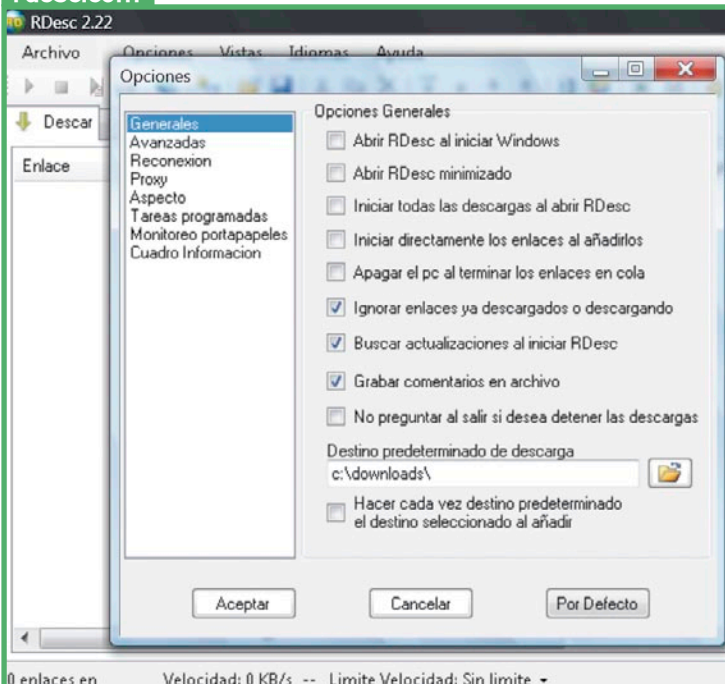 RDesc 2.22
Archivo Opciones Vistas Idiomas Ayuda
Opciones
Descar
Enlace
Generales
Avanzadas
Reconexion
Proxy
Aspecto
Tareas programadas
Monitoreo portapapeles
Cuadro Informacion
Opciones Generales
Abrir RDesc al iniciar Windows
Abrir RDesc minimizado
Iniciar todas las descargas al abrir RDesc
Iniciar directamente los enlaces al añadirlos
Apagar el pc al terminar los enlaces en cola
Ignorar enlaces ya descargados o descargando
Buscar actualizaciones al iniciar RDesc
Grabar comentarios en archivo
No preguntar al salir si desea detener las descargas
Destino predeterminado de descarga
c:\downloads\
Hacer cada vez destino predeterminado
el destino seleccionado al añadir
Aceptar Cancelar Por Defecto
0 enlaces en Velocidad: 0 KB/s -- Limite Velocidad: Sin limite